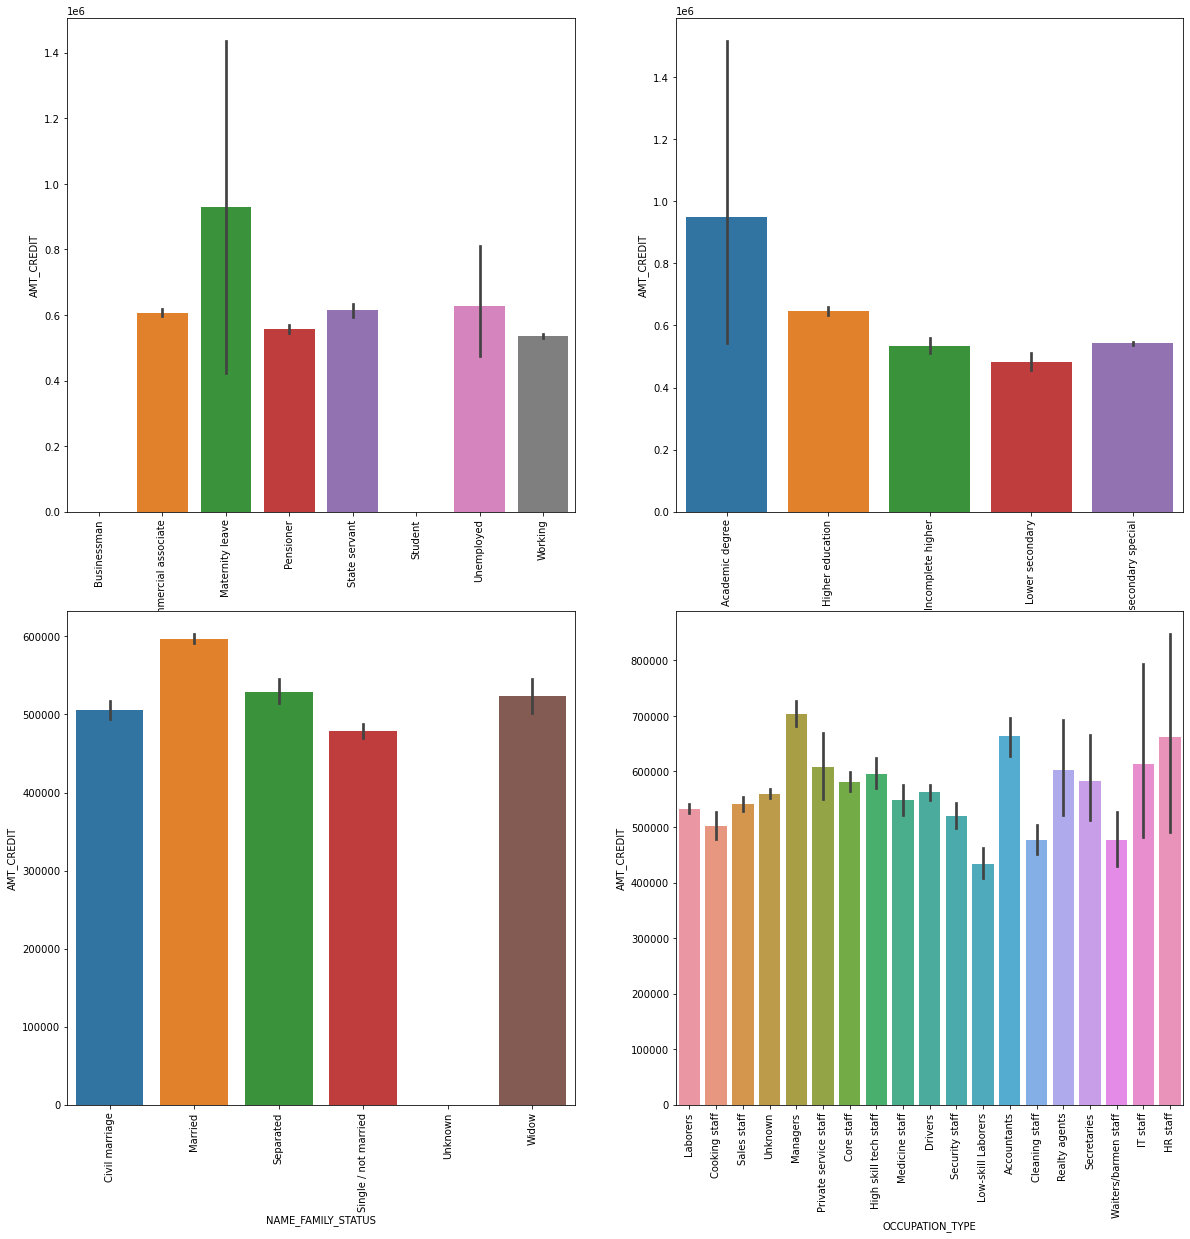 1e6
1.4
1.2
1.0
0.8
0.6
0.4
0.2
0.0
AMT_CREDIT
Businessman
mmercial associate
Maternity leave
Pensioner
State servant
Student
Unemployed
Working
1e6
1.4
1.2
1.0
0.8
0.6
0.4
0.2
0.0
AMT_CREDIT
Academic degree
Higher education
Incomplete higher
Lower secondary
secondary special
600000
500000
400000
300000
200000
100000
0
AMT_CREDIT
Civil marriage
Married
Separated
Single / not married
Unknown
Widow
NAME_FAMILY_STATUS
800000
700000
600000
500000
400000
300000
200000
100000
0
AMT_CREDIT
Laborers
Cooking staff
Sales staff
Unknown
Managers
Private service staff
Core staff
High skill tech staff
Medicine staff
Drivers
Security staff
Low-skill Laborers
Accountants
Cleaning staff
Realty agents
Secretaries
Waiters/barmen staff
IT staff
HR staff
OCCUPATION_TYPE